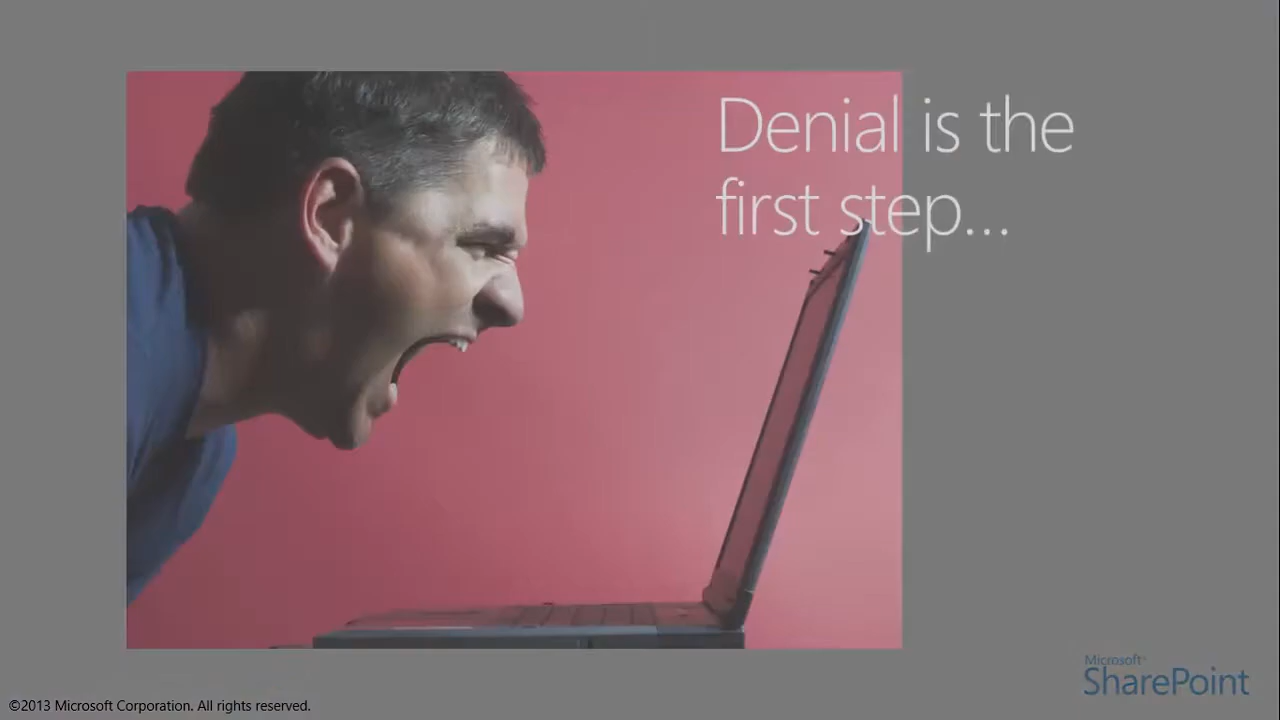 Denial is the
first step...
Microsoft
SharePoint
©2013 Microsoft Corporation. All rights reserved.